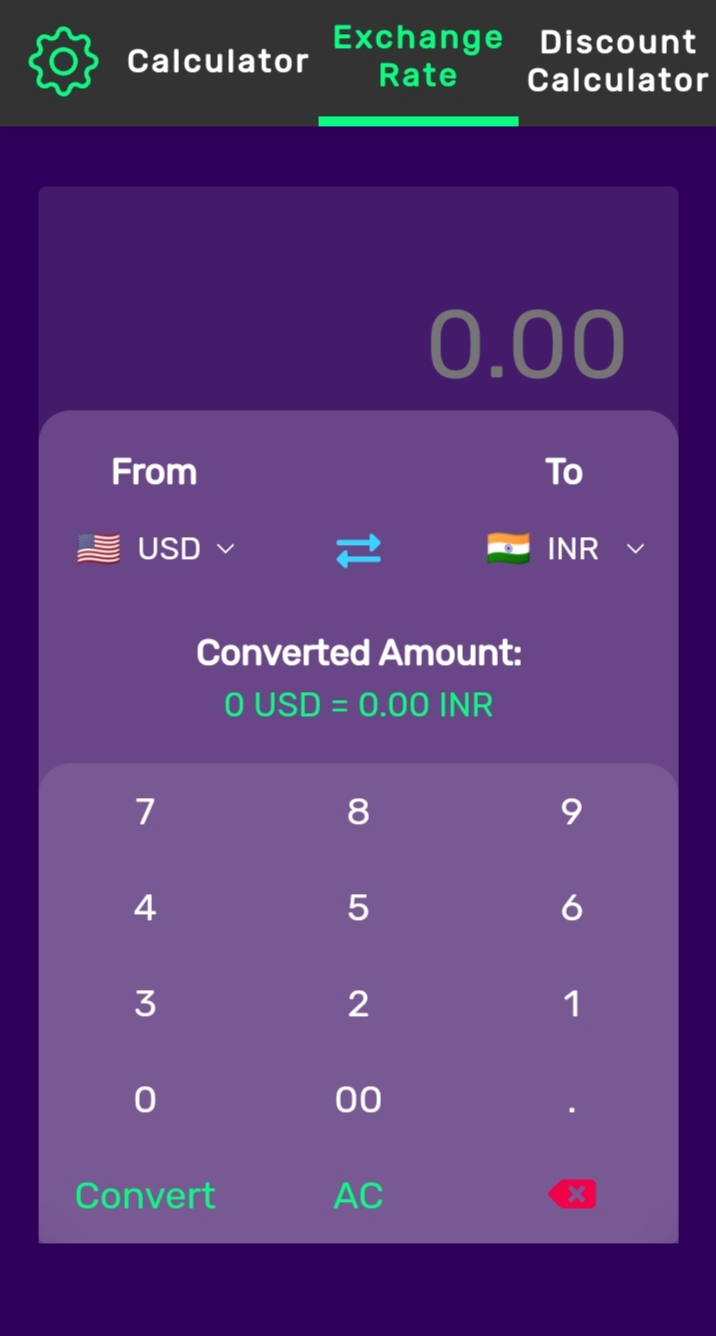 Calculator
Exchange
Rate
Discount
Calculator
0.00
From
To
USD
INR
Converted Amount:
0 USD = 0.00 INR
7 8 9
4 5 6
3 2 1
0 00 .
Convert AC